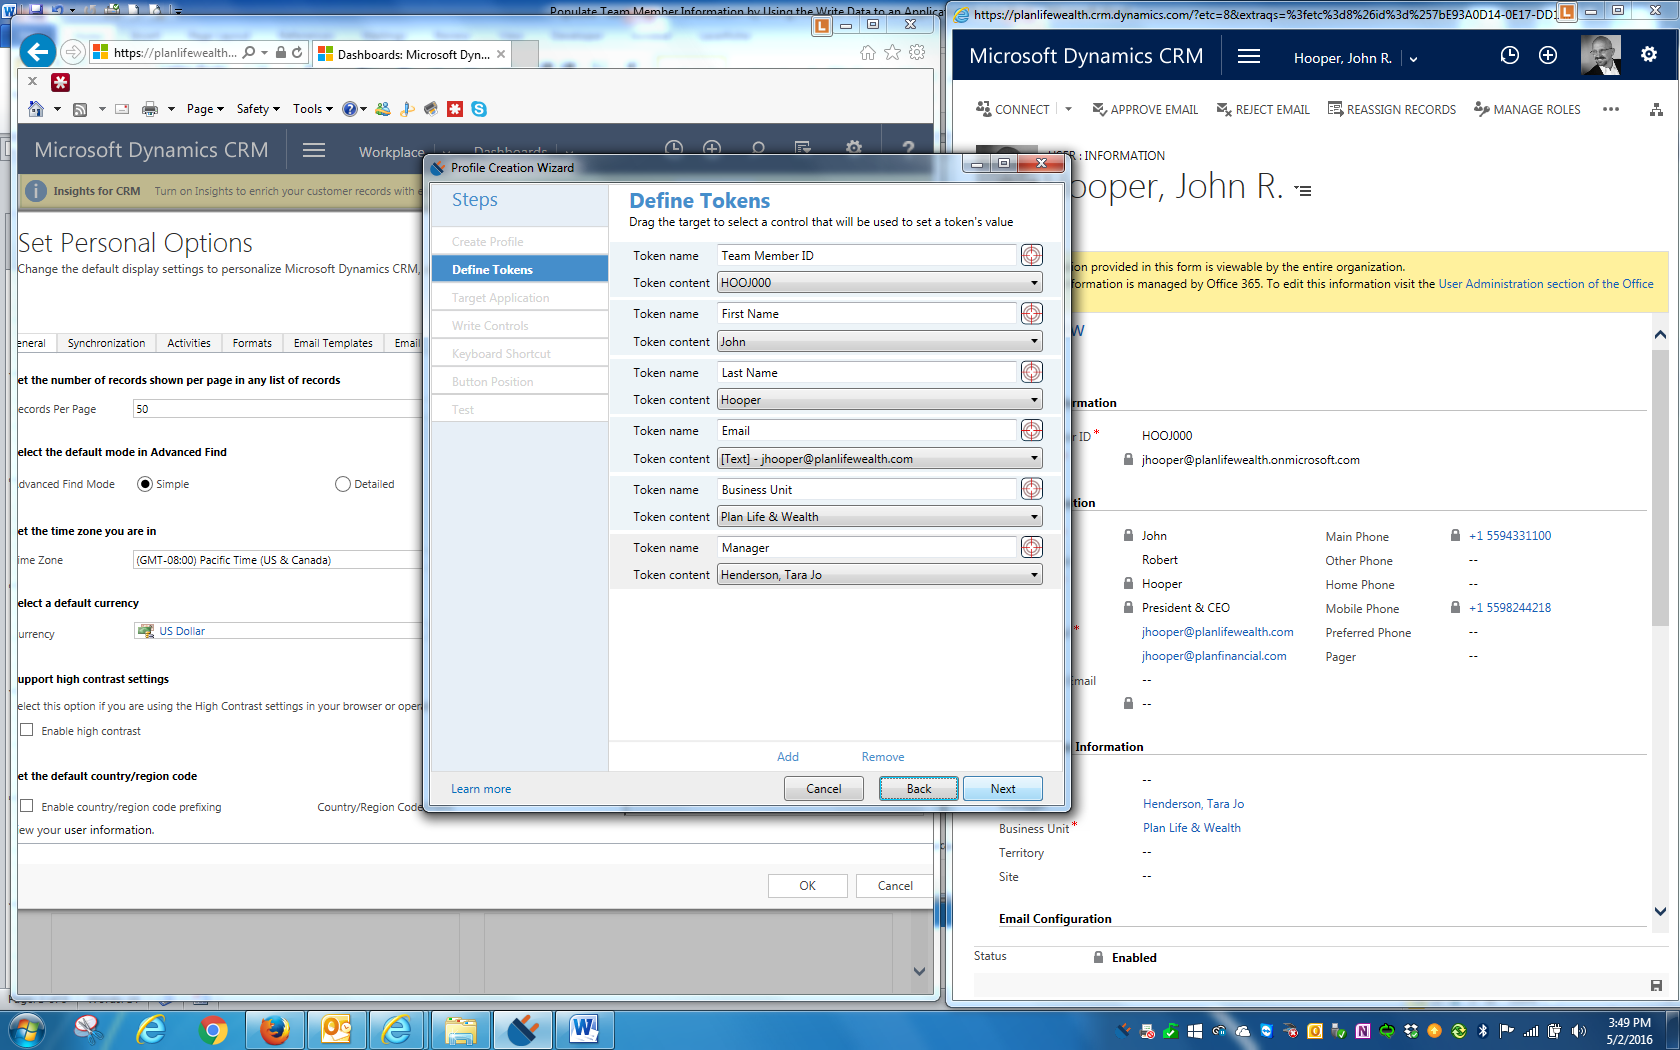 Populate Team Member Information by Using the Write Data to an Applicat
https://planlifewealth....
Dashboards: Microsoft Dyn...
Page
Safety
Tools
Microsoft Dynamics CRM
Workplace
Dashboards
Insights for CRM Turn on Insights to enrich your customer records with e
Set Personal Options
Change the default display settings to personalize Microsoft Dynamics CRM,
eneral Synchronization Activities Formats Email Templates Email
et the number of records shown per page in any list of records
ecords Per Page 50
elect the default mode in Advanced Find
dvanced Find Mode Simple Detailed
et the time zone you are in
ime Zone (GMT-08:00) Pacific Time (US & Canada)
elect a default currency
urrency US Dollar
upport high contrast settings
elect this option if you are using the High Contrast settings in your browser or opera
Enable high contrast
et the default country/region code
Enable country/region code prefixing Country/Region Code
ew your user information.
OK Cancel
Profile Creation Wizard
Steps
Create Profile
Define Tokens
Target Application
Write Controls
Keyboard Shortcut
Button Position
Test
Define Tokens
Drag the target to select a control that will be used to set a token's value
Token name Team Member ID
Token content HOOJ000
Token name First Name
Token content John
Token name Last Name
Token content Hooper
Token name Email
Token content [Text] - jhooper@planlifewealth.com
Token name Business Unit
Token content Plan Life & Wealth
Token name Manager
Token content Henderson, Tara Jo
Add Remove
Learn more Cancel Back Next
https://planlifewealth.crm.dynamics.com/?etc=8&extraqs=%3fetc%3d8%26id%3d%257bE93A0D14-0E17-DD1
Microsoft Dynamics CRM
Hooper, John R.
CONNECT APPROVE EMAIL REJECT EMAIL REASSIGN RECORDS MANAGE ROLES
USER : INFORMATION
ooper, John R.
ion provided in this form is viewable by the entire organization.
formation is managed by Office 365. To edit this information visit the User Administration section of the Office
W
rmation
r ID* HOOJ000
jhooper@planlifewealth.onmicrosoft.com
tion
John Main Phone +1 5594331100
Robert Other Phone --
Hooper Home Phone --
President & CEO Mobile Phone +1 5598244218
* jhooper@planlifewealth.com Preferred Phone --
jhooper@planfinancial.com Pager --
Email --
--
Information
--
Henderson, Tara Jo
Business Unit* Plan Life & Wealth
Territory --
Site --
Email Configuration
Status Enabled
3:49 PM
5/2/2016